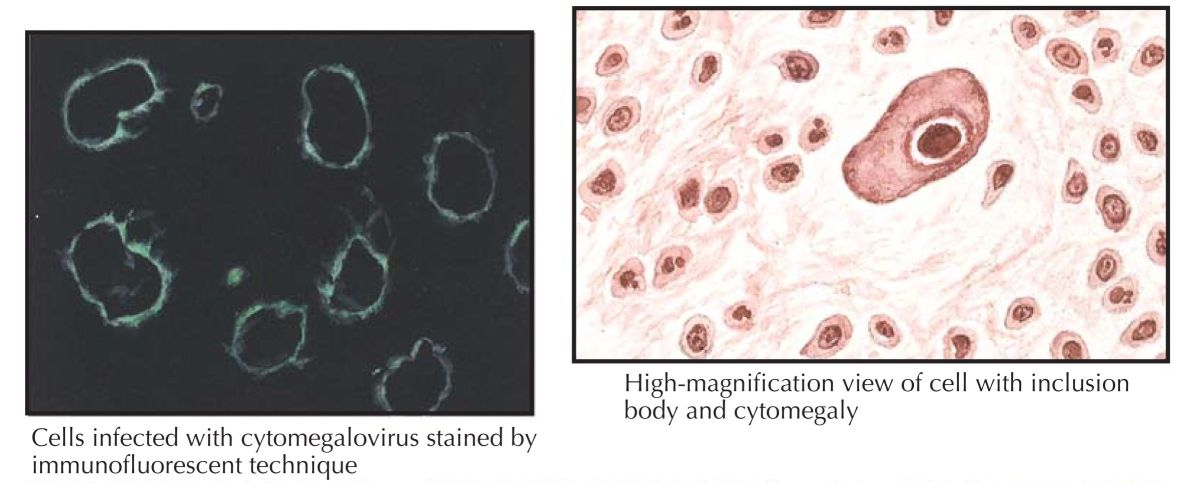 Cells infected with cytomegalovirus stained by
immunofluorescent technique
High-magnification view of cell with inclusion
body and cytomegaly